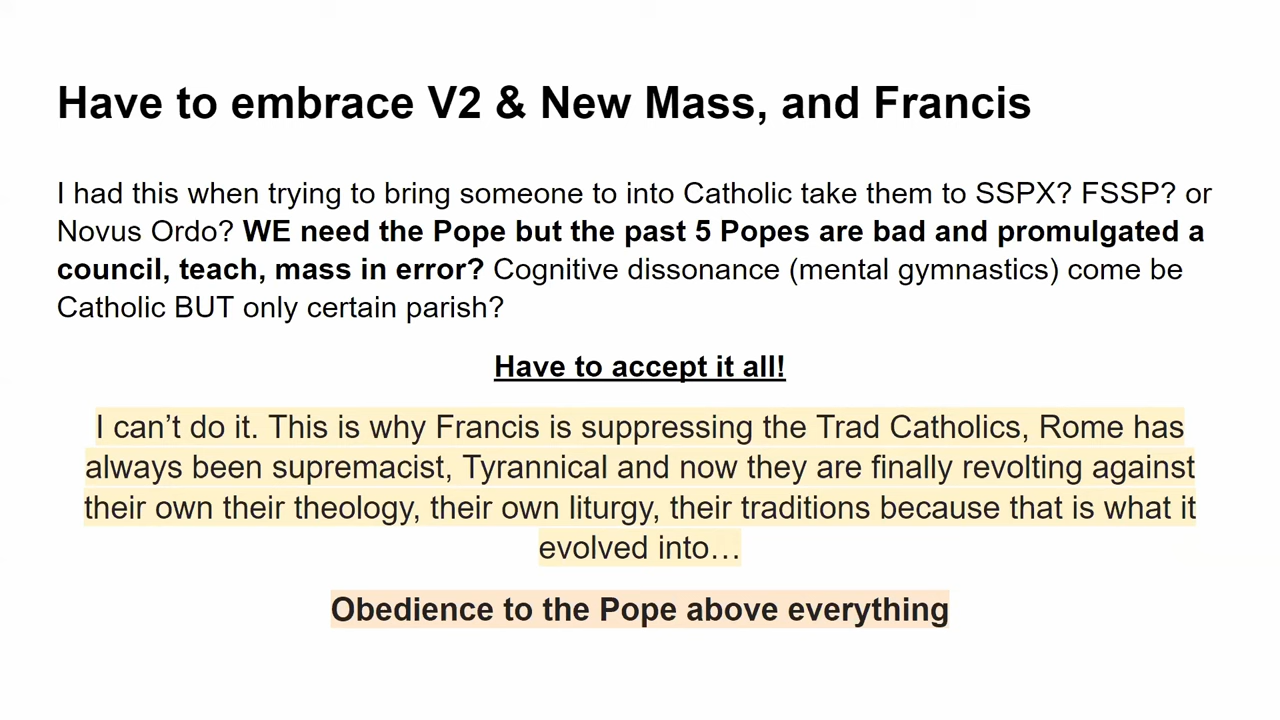 Have to embrace V2 & New Mass, and Francis
I had this when trying to bring someone to into Catholic take them to SSPX? FSSP? or
Novus Ordo? WE need the Pope but the past 5 Popes are bad and promulgated a
council, teach, mass in error? Cognitive dissonance (mental gymnastics) come be
Catholic BUT only certain parish?
Have to accept it all!
I can’t do it. This is why Francis is suppressing the Trad Catholics, Rome has
always been supremacist, Tyrannical and now they are finally revolting against
their own their theology, their own liturgy, their traditions because that is what it
evolved into…
Obedience to the Pope above everything